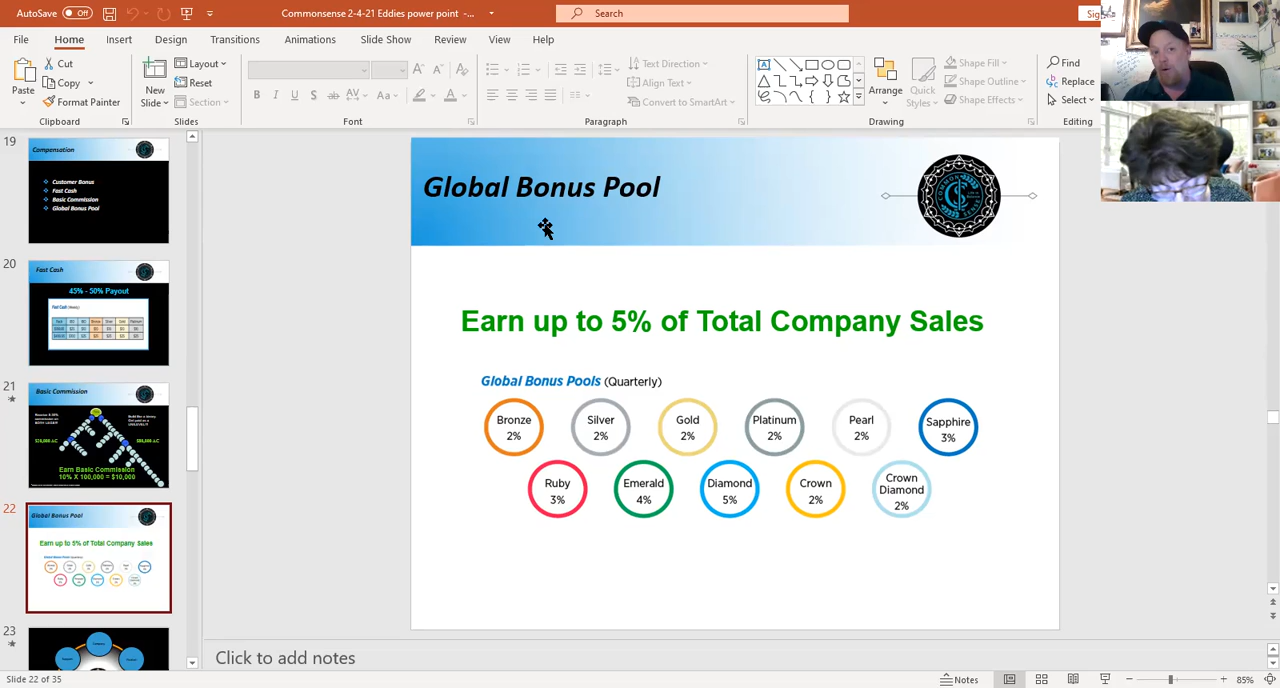 AutoSave Off Commonsense 2-4-21 Eddies power point -... Search Sig
File Home Insert Design Transitions Animations Slide Show Review View Help
Paste Cut Copy Format Painter
New Slide Layout Reset Section
B I U S ab AV Aa A A A A
Text Direction Align Text Convert to SmartArt
Arrange Quick Styles Shape Fill Shape Outline Shape Effects
Find Replace Select
Clipboard Slides Font Paragraph Drawing Editing
19
Compensation
Customer Bonus
Fast Cash
Basic Commission
Global Bonus Pool
20
Fast Cash
45% - 50% Payout
21
Basic Commission
Earn Basic Commission
10% X 100,000 = $10,000
22
Global Bonus Pool
Earn up to 5% of Total Company Sales
23
Global Bonus Pool
COMMON
Earn up to 5% of Total Company Sales
Global Bonus Pools (Quarterly)
Bronze 2% Silver 2% Gold 2% Platinum 2% Pearl 2% Sapphire 3%
Ruby 3% Emerald 4% Diamond 5% Crown 2% Crown Diamond 2%
Click to add notes
Slide 22 of 35 Notes 85%